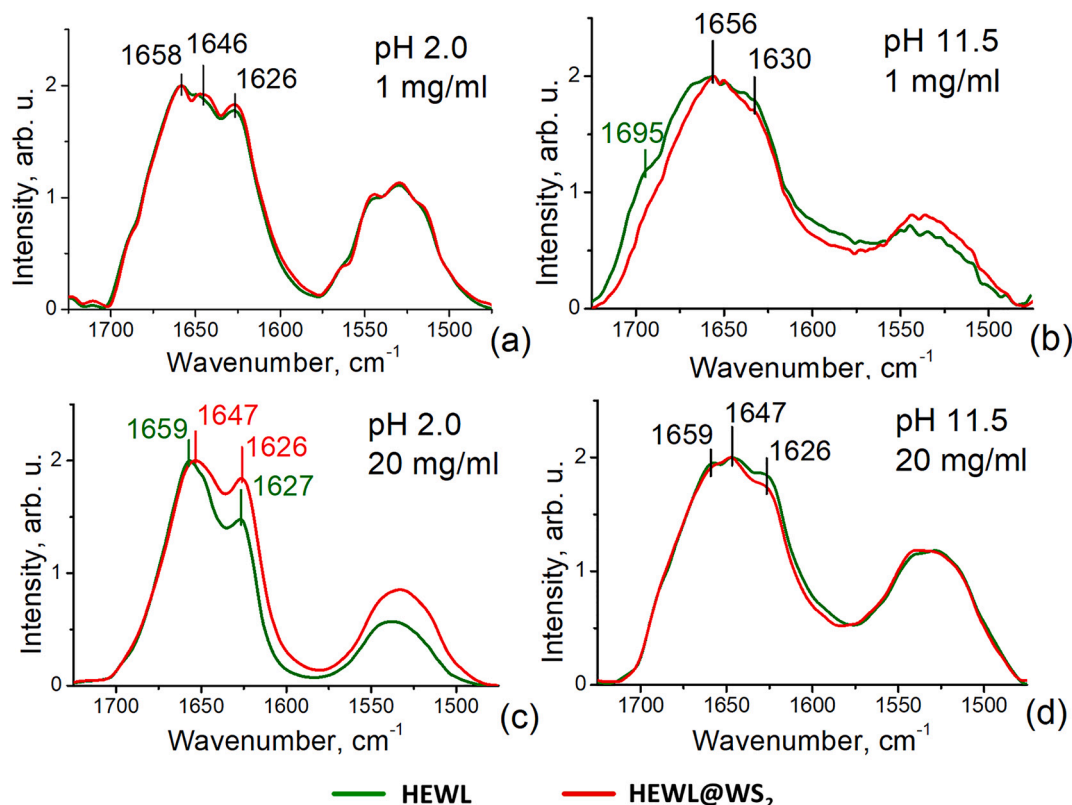 1658 1646 1626
pH 2.0
1 mg/ml
Intensity, arb. u.
2
1
0
1700 1650 1600 1550 1500
Wavenumber, cm⁻¹
(a)
1656
1630
1695
pH 11.5
1 mg/ml
Intensity, arb. u.
2
1
0
1700 1650 1600 1550 1500
Wavenumber, cm⁻¹
(b)
1659
1647
1626
1627
pH 2.0
20 mg/ml
Intensity, arb. u.
2
1
0
1700 1650 1600 1550 1500
Wavenumber, cm⁻¹
(c)
1659
1647
1626
pH 11.5
20 mg/ml
Intensity, arb. u.
2
1
0
1700 1650 1600 1550 1500
Wavenumber, cm⁻¹
(d)
HEWL HEWL@WS₂